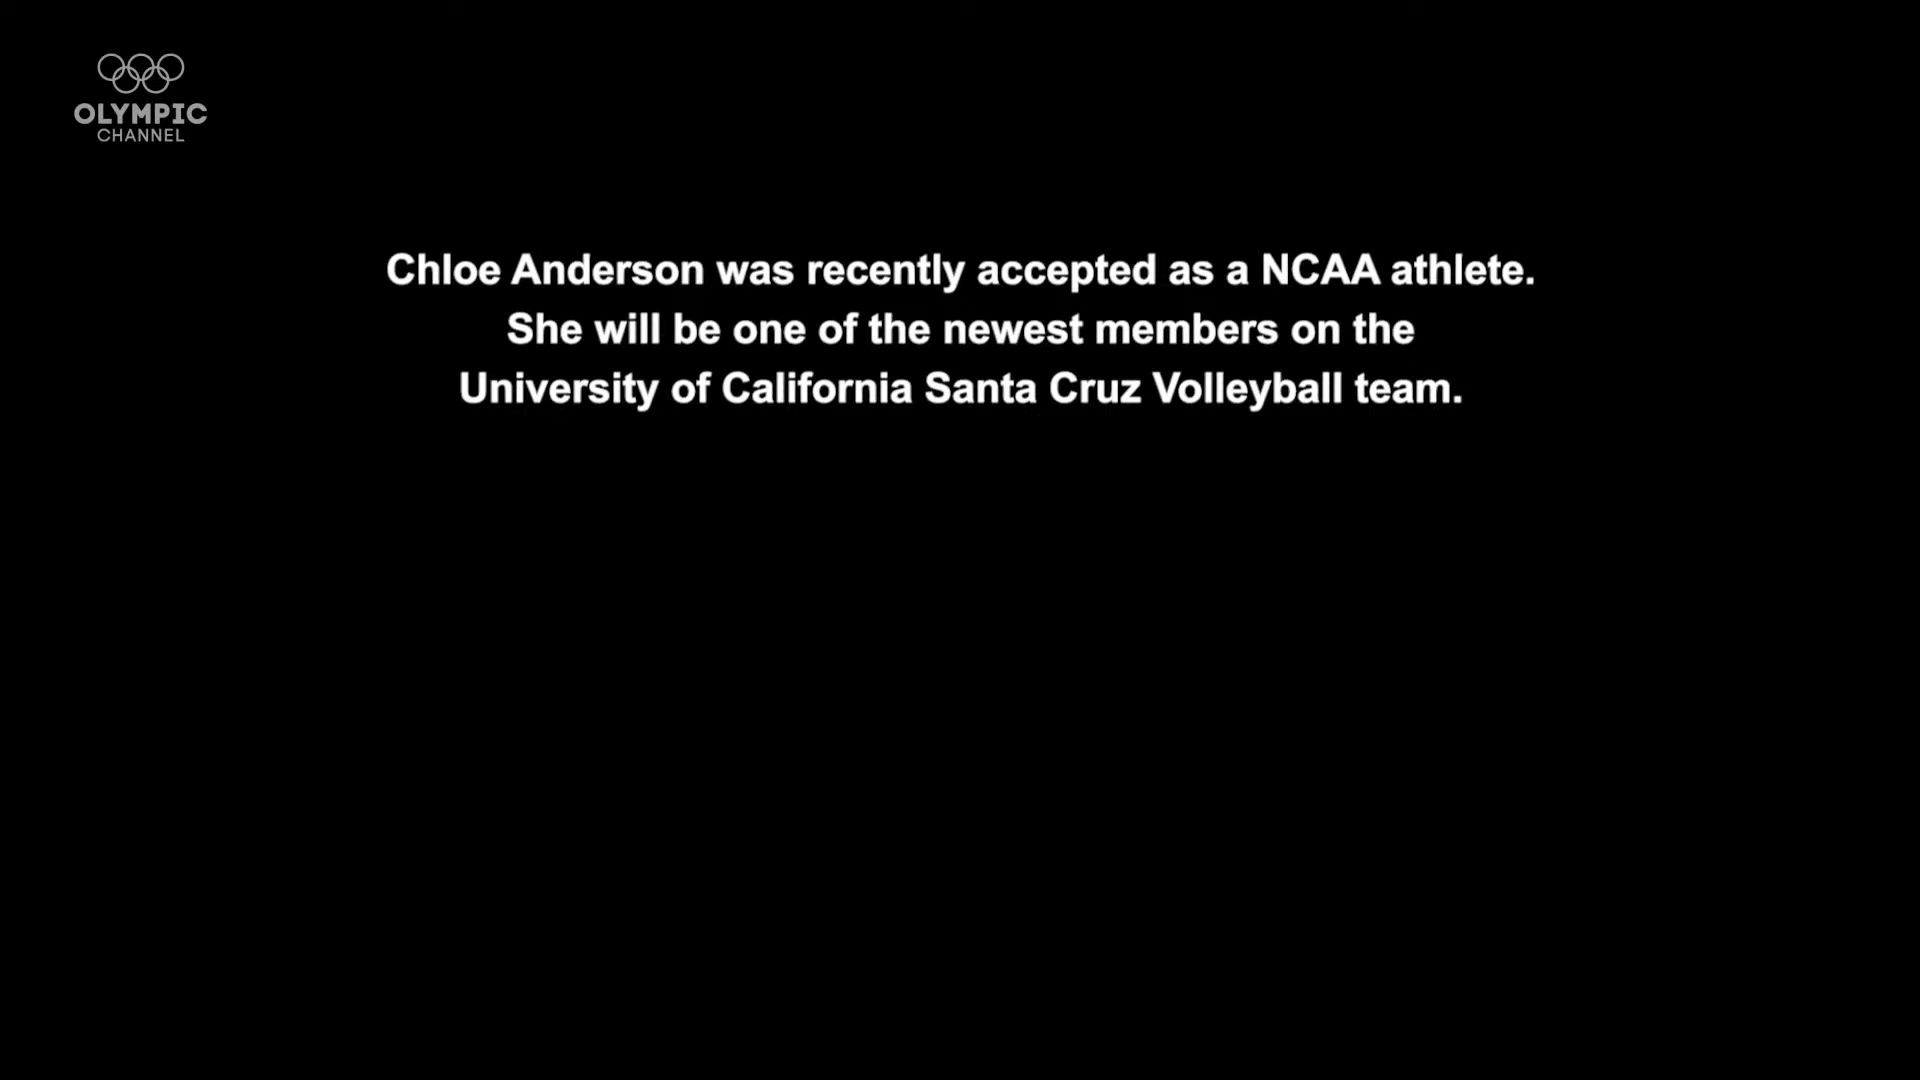 OLYMPIC
CHANNEL
Chloe Anderson was recently accepted as a NCAA athlete.
She will be one of the newest members on the
University of California Santa Cruz Volleyball team.